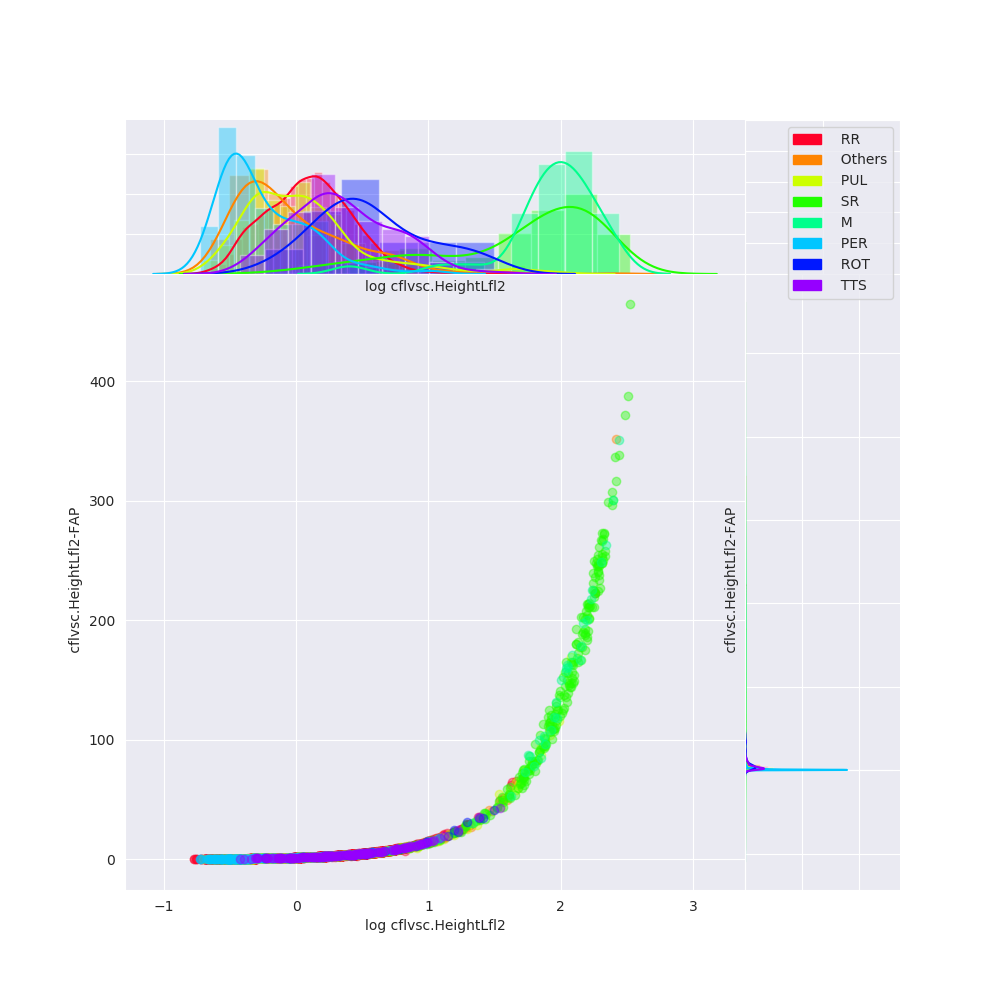 RR
Others
PUL
SR
M
PER
ROT
TTS
log cflvsc.HeightLfl2
400
300
200
100
0
cflvsc.HeightLfl2-FAP
cflvsc.HeightLfl2-FAP
−1
0
1
2
3
log cflvsc.HeightLfl2